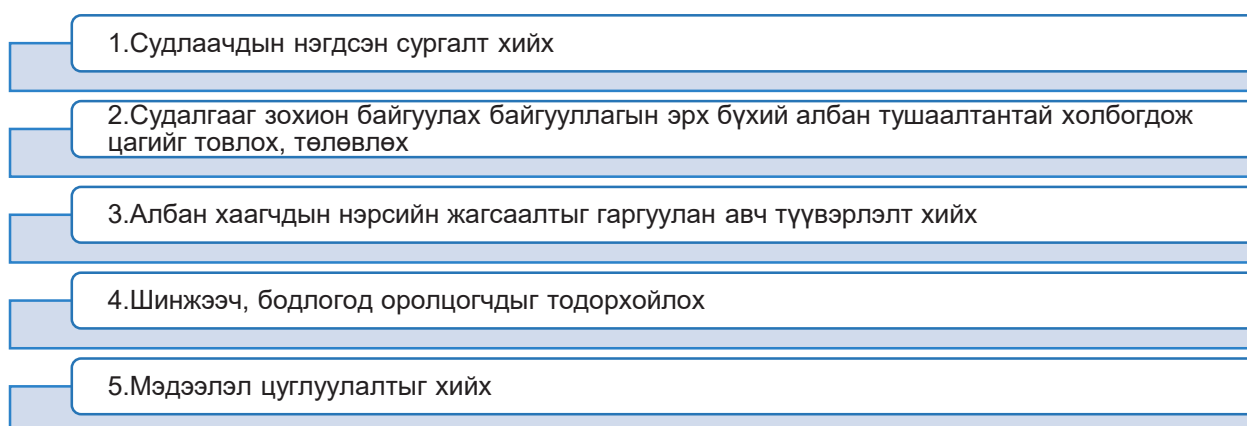 1.Судлаачдын нэгдсэн сургалт хийх
2.Судалгааг зохион байгуулах байгууллагын эрх бүхий албан тушаалтантай холбогдож
цагийг товлох, төлөвлөх
3.Албан хаагчдын нэрсийн жагсаалтыг гаргуулан авч түүвэрлэлт хийх
4.Шинжээч, бодлогод оролцогчдыг тодорхойлох
5.Мэдээлэл цуглуулалтыг хийх